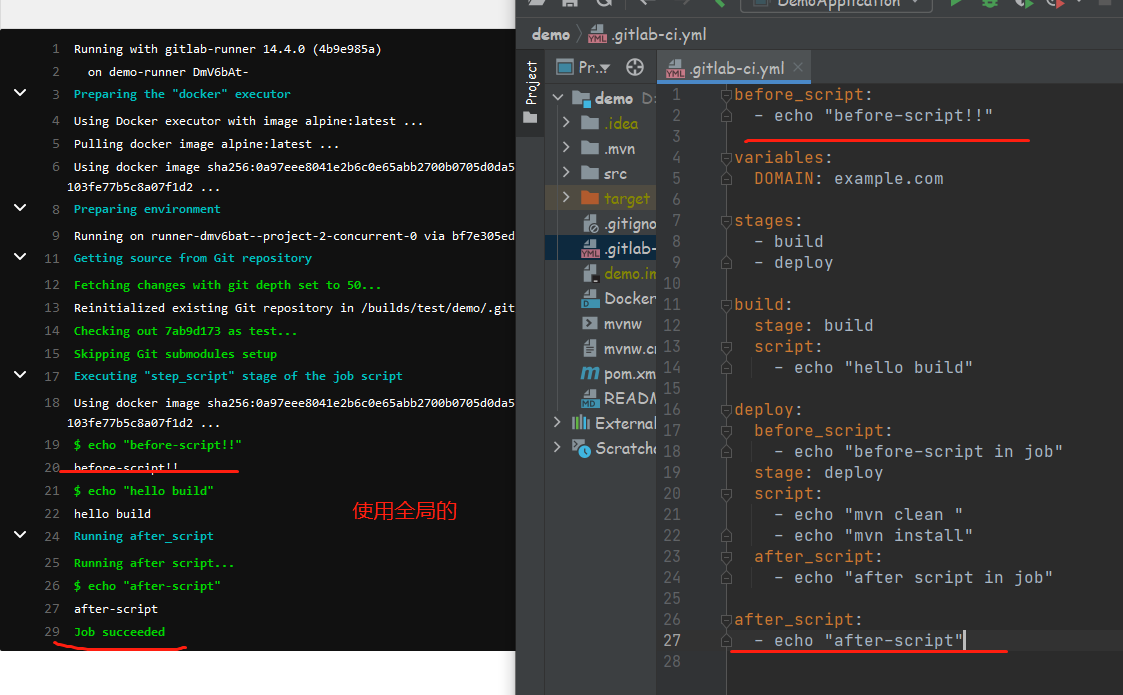 1 Running with gitlab-runner 14.4.0 (4b9e985a)
2 on demo-runner DmV6bAt-
3 Preparing the "docker" executor
4 Using Docker executor with image alpine:latest ...
5 Pulling docker image alpine:latest ...
6 Using docker image sha256:0a97eee8041e2b6c0e65abb2700b0705d0da5
103fe77b5c8a07f1d2 ...
8 Preparing environment
9 Running on runner-dmv6bat--project-2-concurrent-0 via bf7e305ed
11 Getting source from Git repository
12 Fetching changes with git depth set to 50...
13 Reinitialized existing Git repository in /builds/test/demo/.git
14 Checking out 7ab9d173 as test...
15 Skipping Git submodules setup
17 Executing "step_script" stage of the job script
18 Using docker image sha256:0a97eee8041e2b6c0e65abb2700b0705d0da5
103fe77b5c8a07f1d2 ...
19 $ echo "before-script!!"
20 before-script!!
21 $ echo "hello build"
22 hello build
24 Running after_script
25 Running after script...
26 $ echo "after-script"
27 after-script
29 Job succeeded
使用全局的
DemoApplication
demo .gitlab-ci.yml
Project
Pr...
.gitlab-ci.yml
demo D:
.idea
.mvn
src
target
.gitigno
.gitlab-
demo.im
Docker
mvnw
mvnw.c
pom.xm
READM
External
Scratch
1 before_script:
2 - echo "before-script!!"
3
4 variables:
5 DOMAIN: example.com
6
7 stages:
8 - build
9 - deploy
10
11 build:
12 stage: build
13 script:
14 - echo "hello build"
15
16 deploy:
17 before_script:
18 - echo "before-script in job"
19 stage: deploy
20 script:
21 - echo "mvn clean "
22 - echo "mvn install"
23 after_script:
24 - echo "after script in job"
25
26 after_script:
27 - echo "after-script"
28